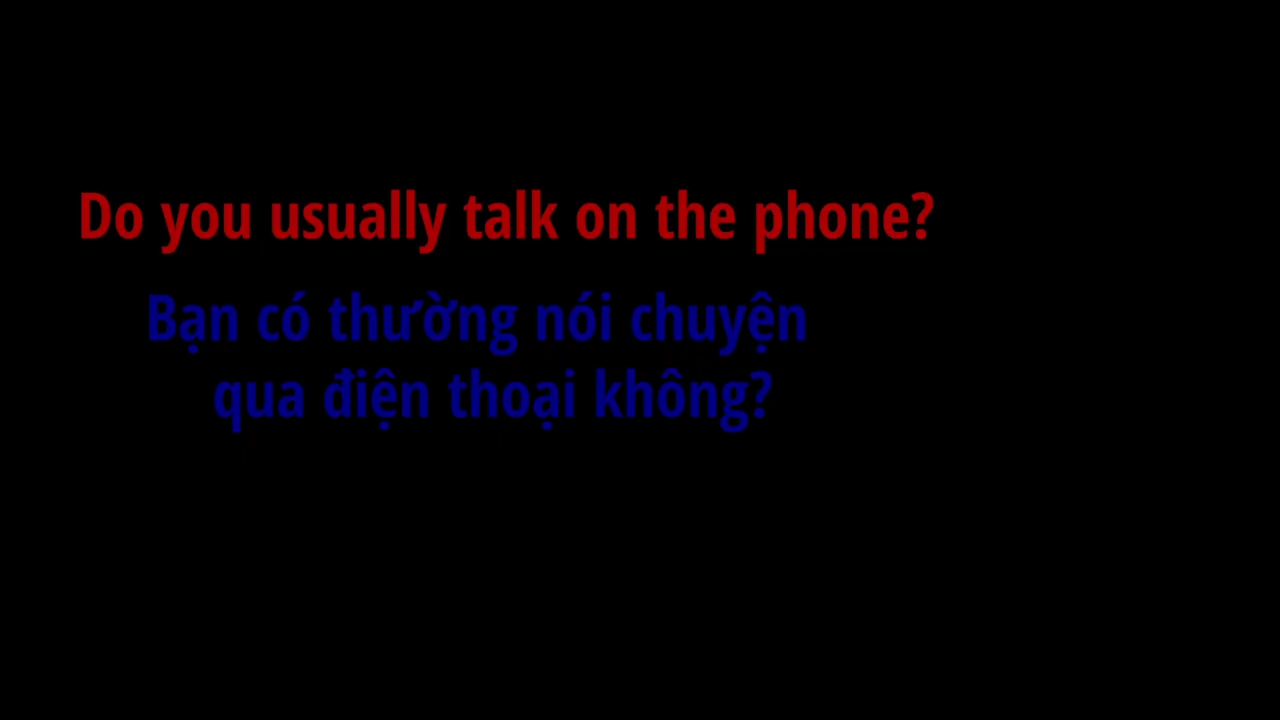 Do you usually talk on the phone?
Bạn có thường nói chuyện
qua điện thoại không?